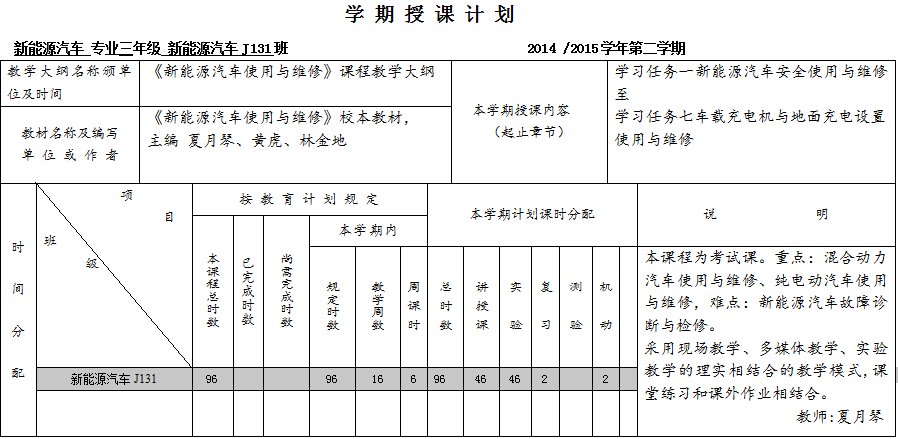 学 期 授 课 计 划
新能源汽车 专业三年级 新能源汽车J131班 2014 /2015学年第二学期
教学大纲名称颁单位及时间
《新能源汽车使用与维修》课程教学大纲
本学期授课内容
（起止章节）
学习任务一新能源汽车安全使用与维修
至
学习任务七车载充电机与地面充电设置
使用与维修
教材名称及编写
单 位 或 作 者
《新能源汽车使用与维修》校本教材，
主编 夏月琴、黄虎、林金地
时间分配
项目
班级
按 教 育 计 划 规 定
本学期计划课时分配
说 明
本学期内
本课程总时数
已完成时数
尚需完成时数
规定时数
教学周数
周课时
总时数
讲授课
实验
复习
测验
机动
本课程为考试课。重点：混合动力
汽车使用与维修、纯电动汽车使用
与维修，难点：新能源汽车故障诊
断与检修。
采用现场教学、多媒体教学、实验
教学的理实相结合的教学模式,课
堂练习和课外作业相结合。
教师:夏月琴
新能源汽车J131 96 96 16 6 96 46 46 2 2